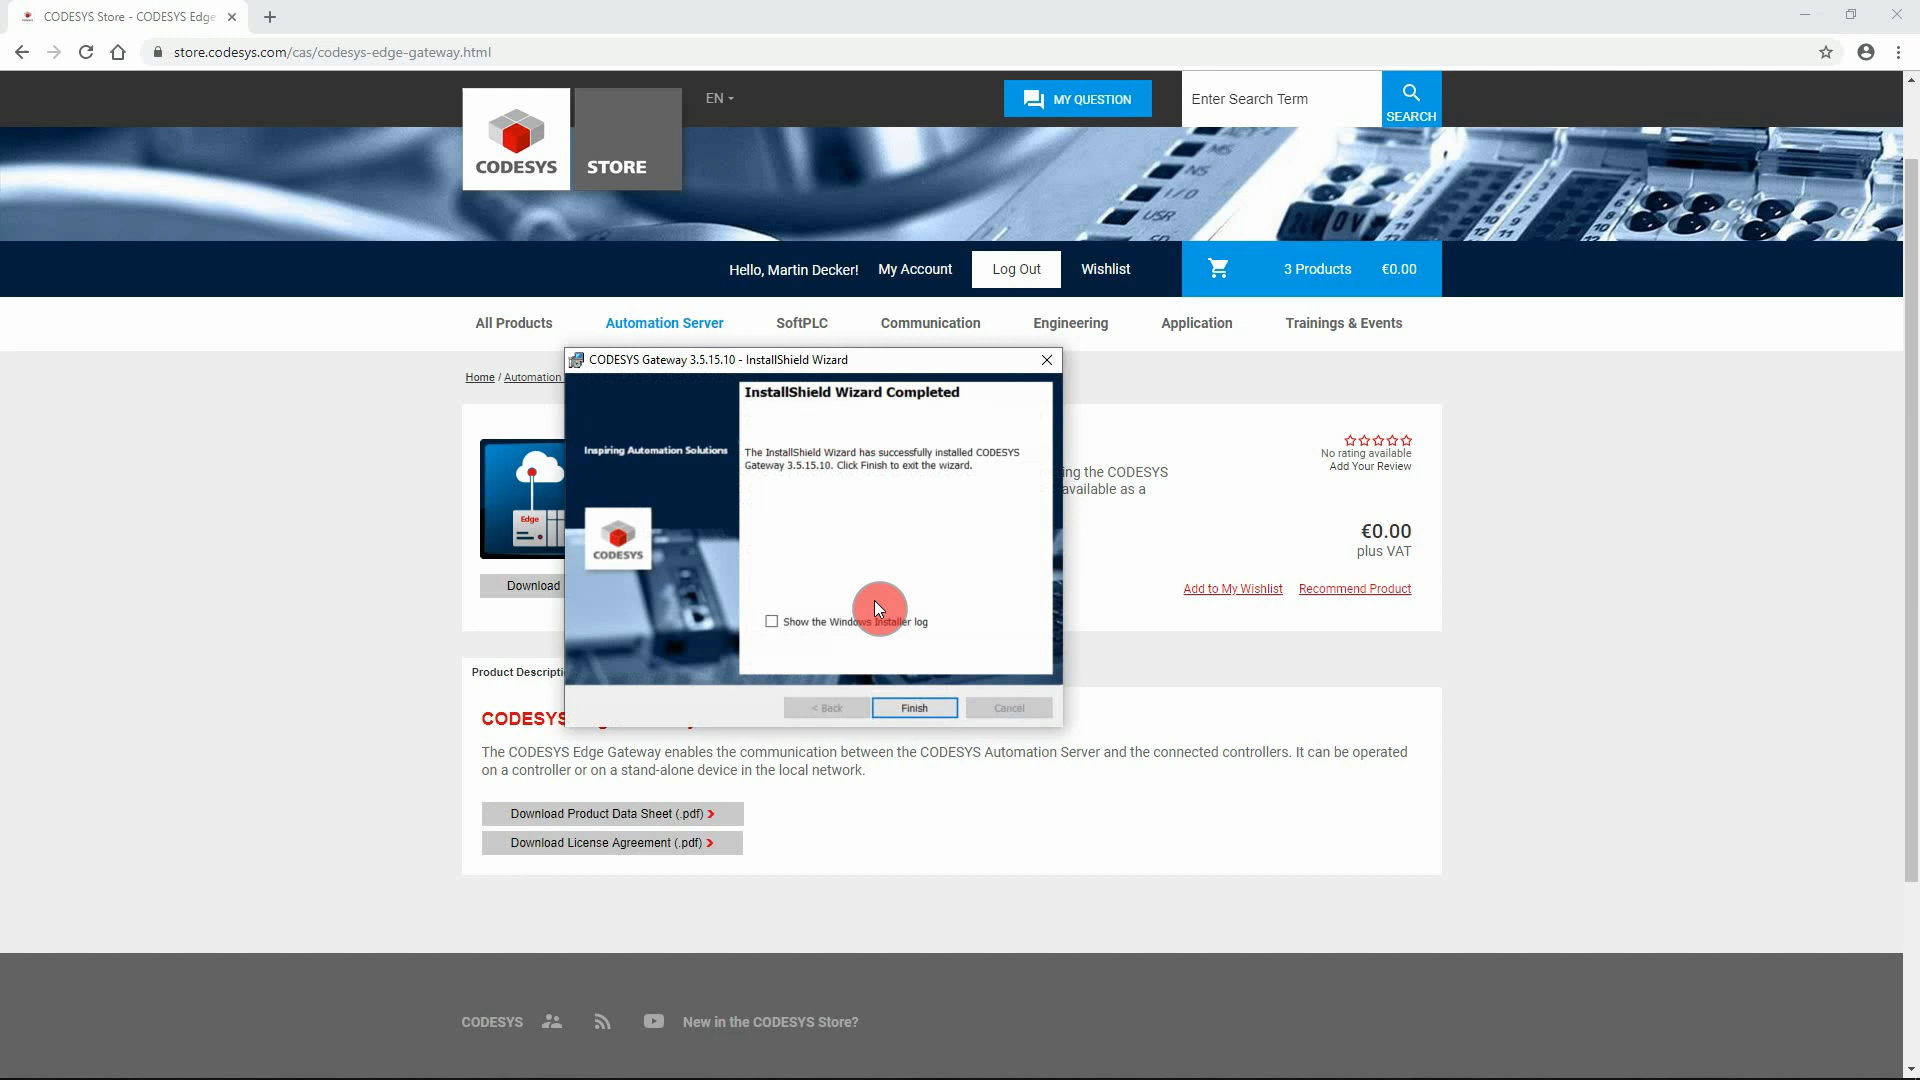 CODESYS Store - CODESYS Edge
store.codesys.com/cas/codesys-edge-gateway.html
EN
MY QUESTION
Enter Search Term
SEARCH
CODESYS
STORE
NS
I/O
USR
Hello, Martin Decker!
My Account
Log Out
Wishlist
3 Products
€0.00
All Products
Automation Server
SoftPLC
Communication
Engineering
Application
Trainings & Events
CODESYS Gateway 3.5.15.10 - InstallShield Wizard
Home / Automation
InstallShield Wizard Completed
Inspiring Automation Solutions
The InstallShield Wizard has successfully installed CODESYS
Gateway 3.5.15.10. Click Finish to exit the wizard.
CODESYS
Show the Windows Installer log
< Back
Finish
Cancel
Edge
Download
ing the CODESYS
available as a
No rating available
Add Your Review
€0.00
plus VAT
Add to My Wishlist
Recommend Product
Product Descripti
CODESYS
The CODESYS Edge Gateway enables the communication between the CODESYS Automation Server and the connected controllers. It can be operated
on a controller or on a stand-alone device in the local network.
Download Product Data Sheet (.pdf)
Download License Agreement (.pdf)
CODESYS
New in the CODESYS Store?